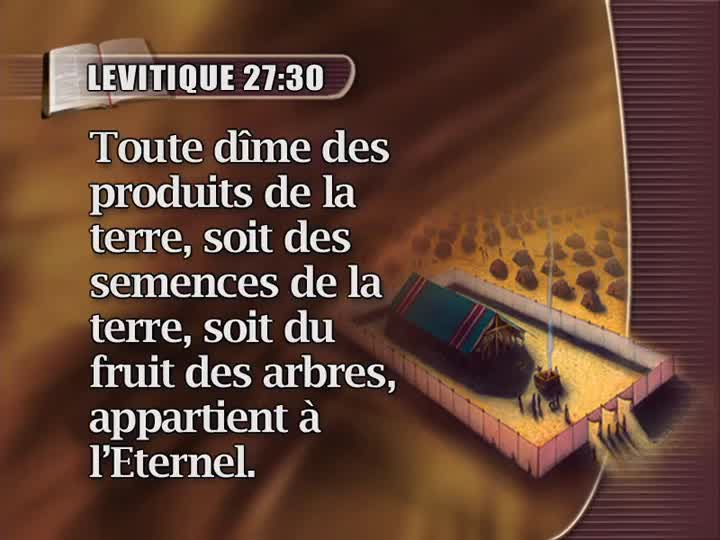 LEVITIQUE 27:30
Toute dîme des
produits de la
terre, soit des
semences de la
terre, soit du
fruit des arbres,
appartient à
l’Eternel.